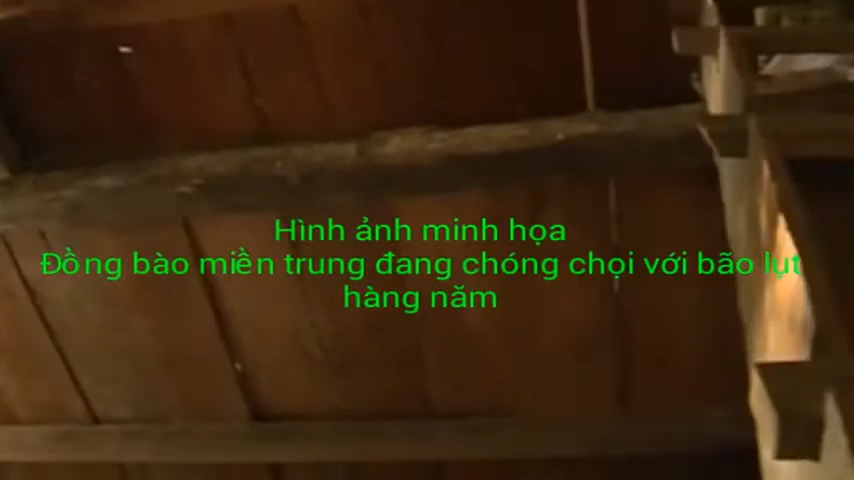 Hình ảnh minh họa
Đồng bào miền trung đang chóng chọi với bão lụt
hàng năm